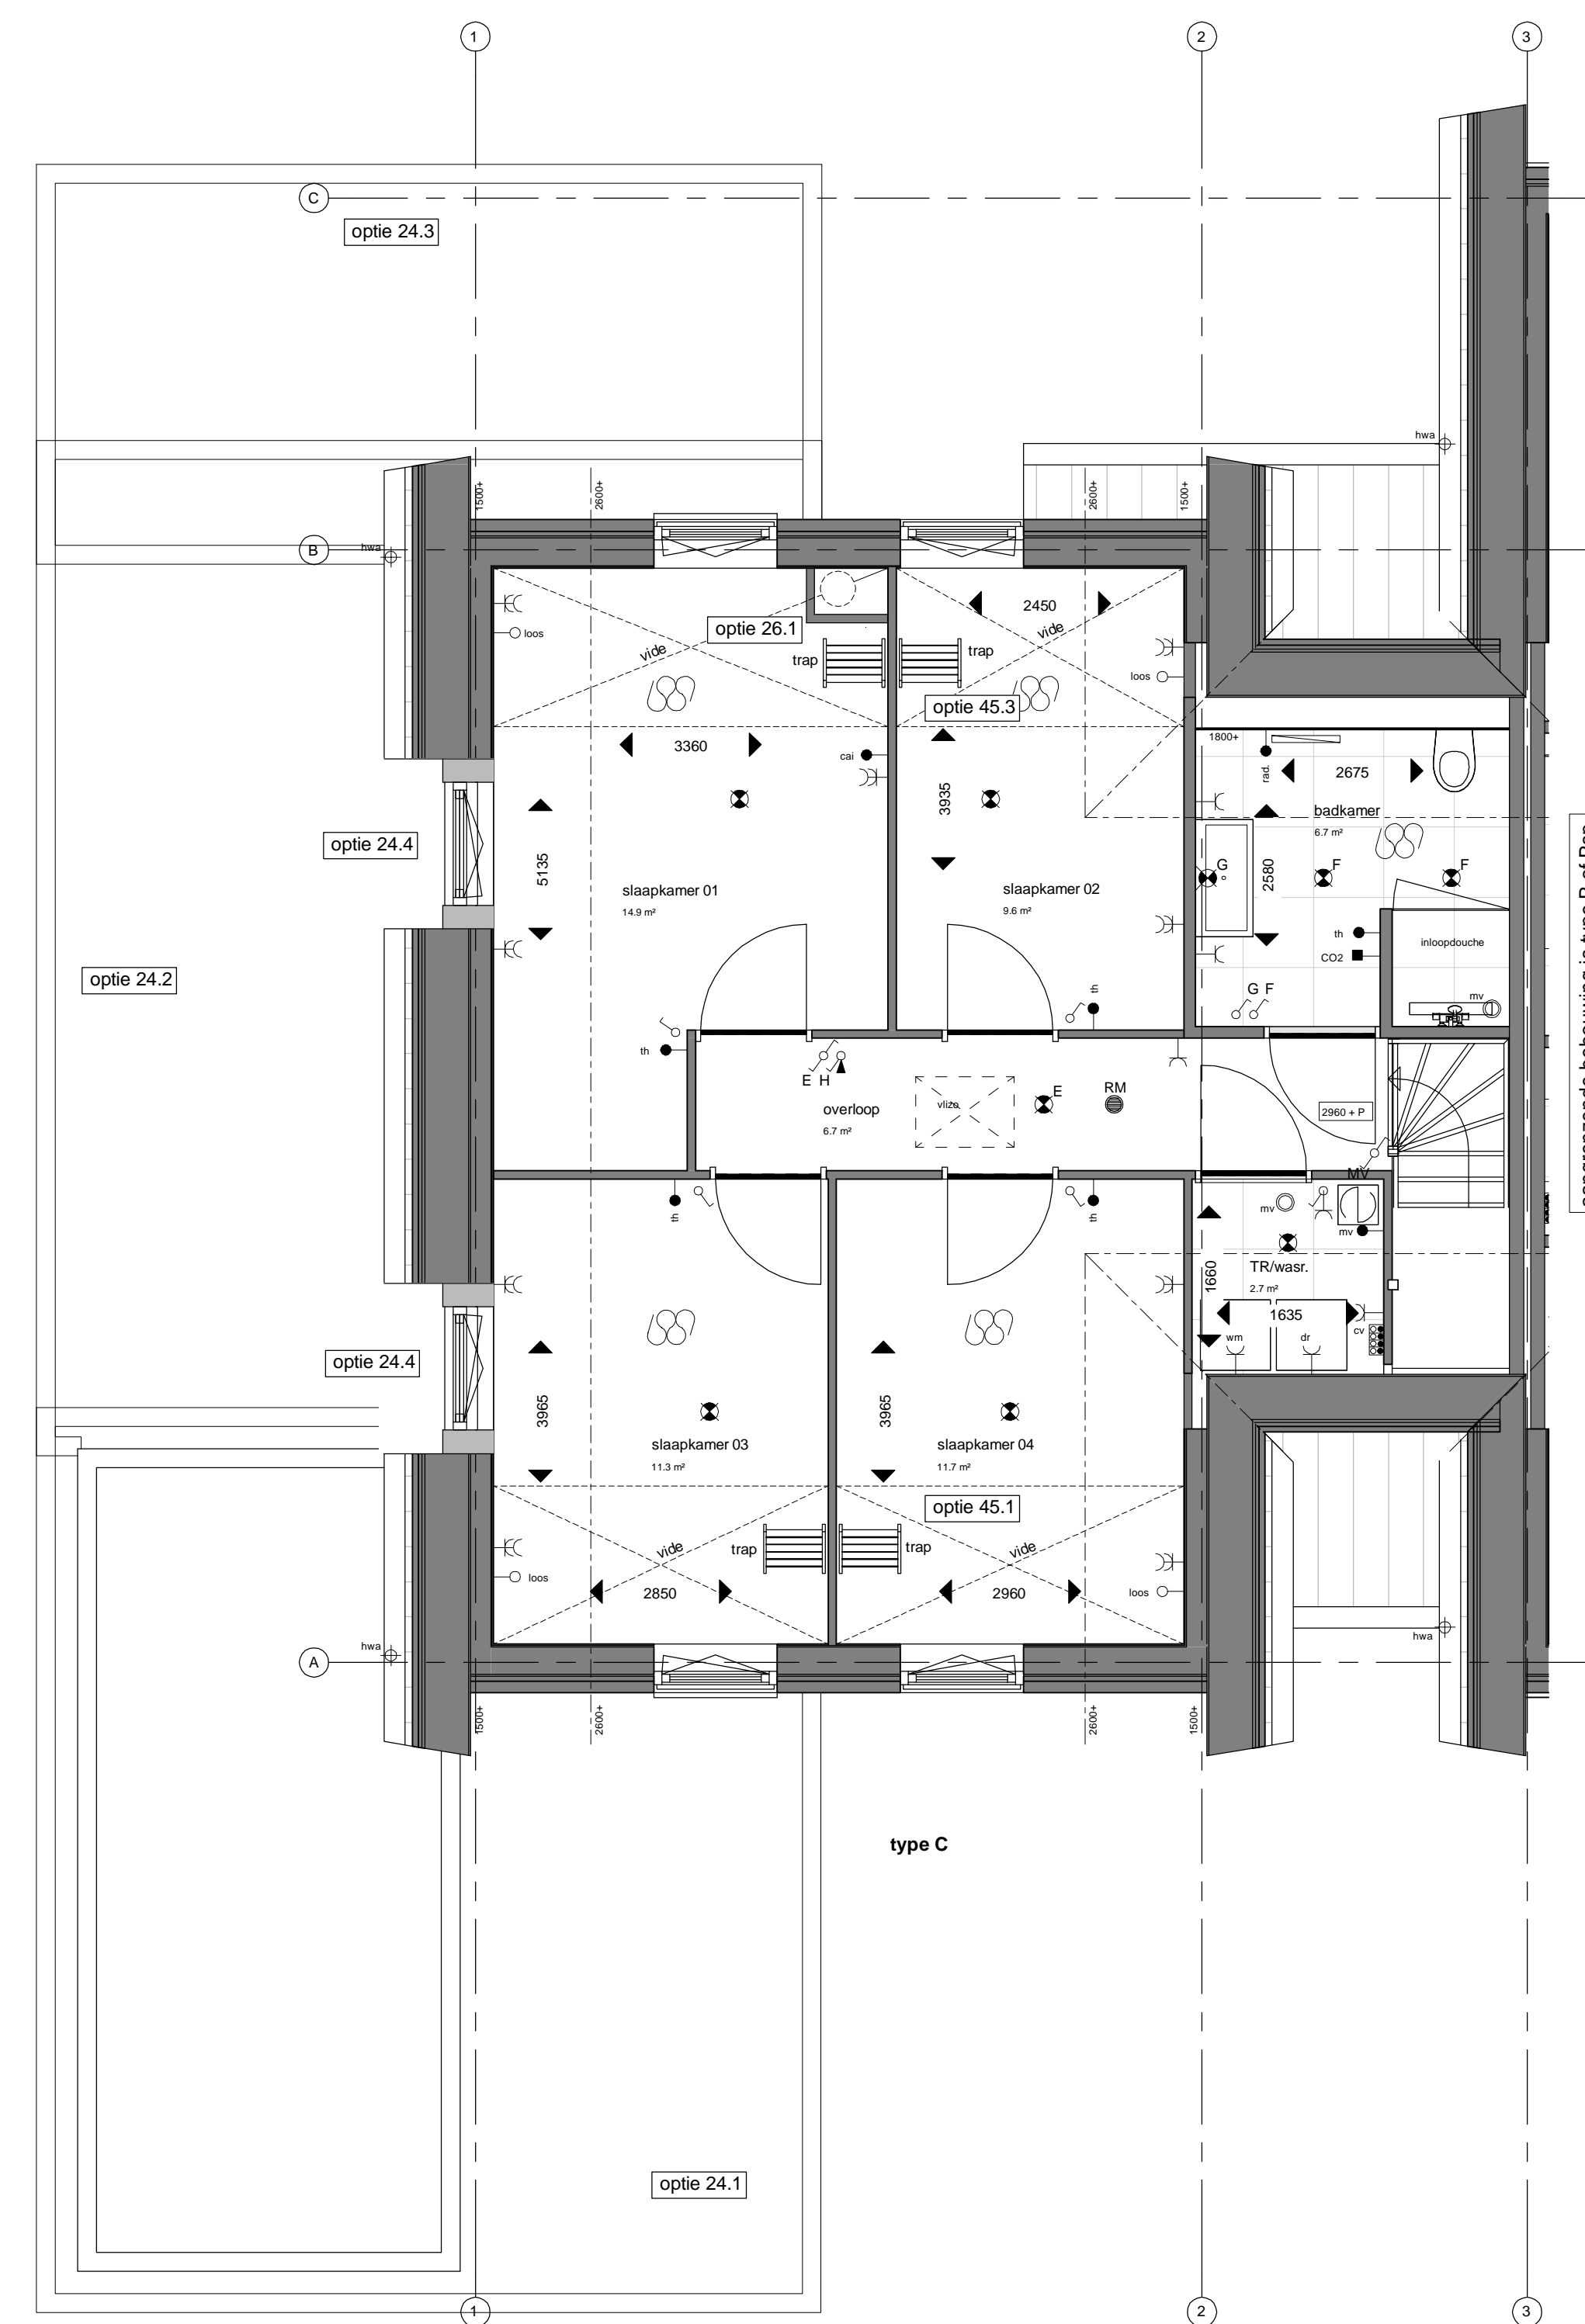 1
2
3
C
optie 24.3
hwa
1500+
2600+
2600+
1500+
B
hwa
2450
optie 26.1
loos
vide
vide
trap
trap
loos
optie 45.3
3360
1800+
cai
rad.
2675
3935
badkamer
6.7 m²
optie 24.4
5135
G
2580
F
F
slaapkamer 01
14.9 m²
slaapkamer 02
9.6 m²
th
inloopdouche
CO2
optie 24.2
th
G F
mv
th
E H
RM
E
vlizo
overloop
6.7 m²
2960 + P
MV
th
th
mv
mv
1660
TR/wasr.
2.7 m²
1635
wm
dr
cv
optie 24.4
3965
3965
slaapkamer 03
11.3 m²
slaapkamer 04
11.7 m²
optie 45.1
vide
trap
trap
vide
loos
2850
2960
loos
hwa
hwa
A
1500+
2600+
2600+
1500+
type C
optie 24.1
1
2
3